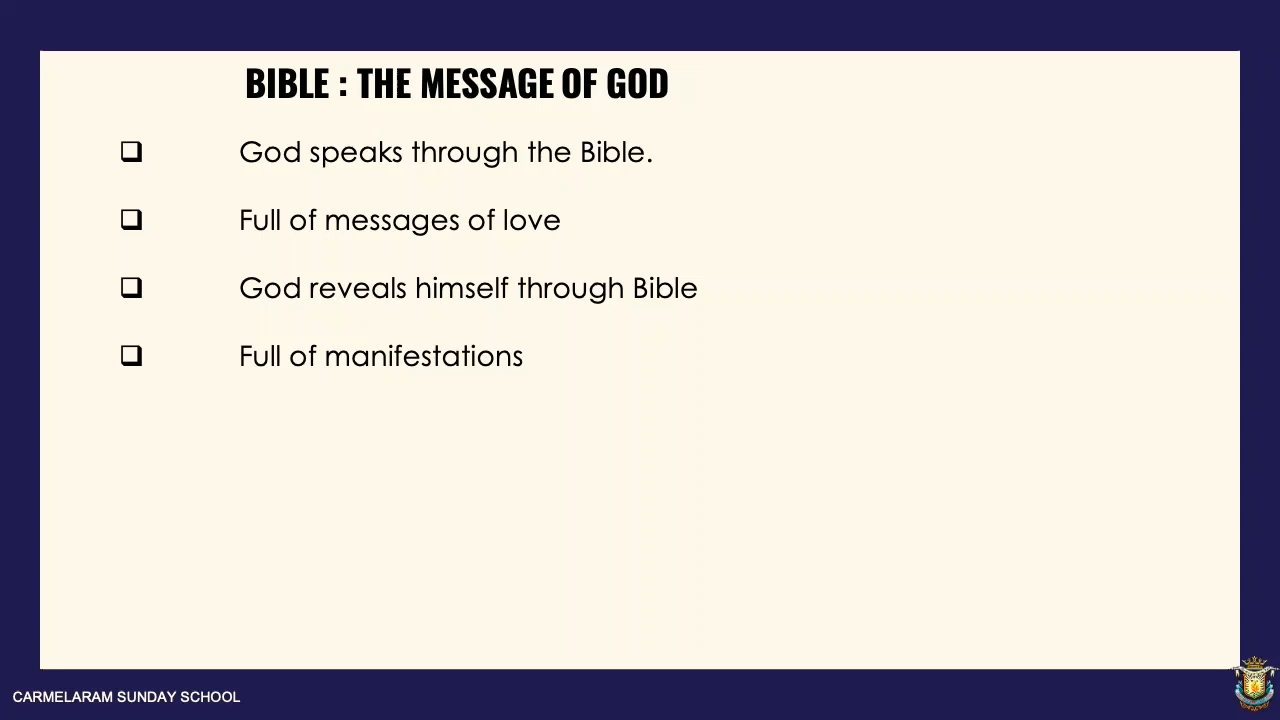 BIBLE : THE MESSAGE OF GOD
❑ God speaks through the Bible.
❑ Full of messages of love
❑ God reveals himself through Bible
❑ Full of manifestations
CARMELARAM SUNDAY SCHOOL